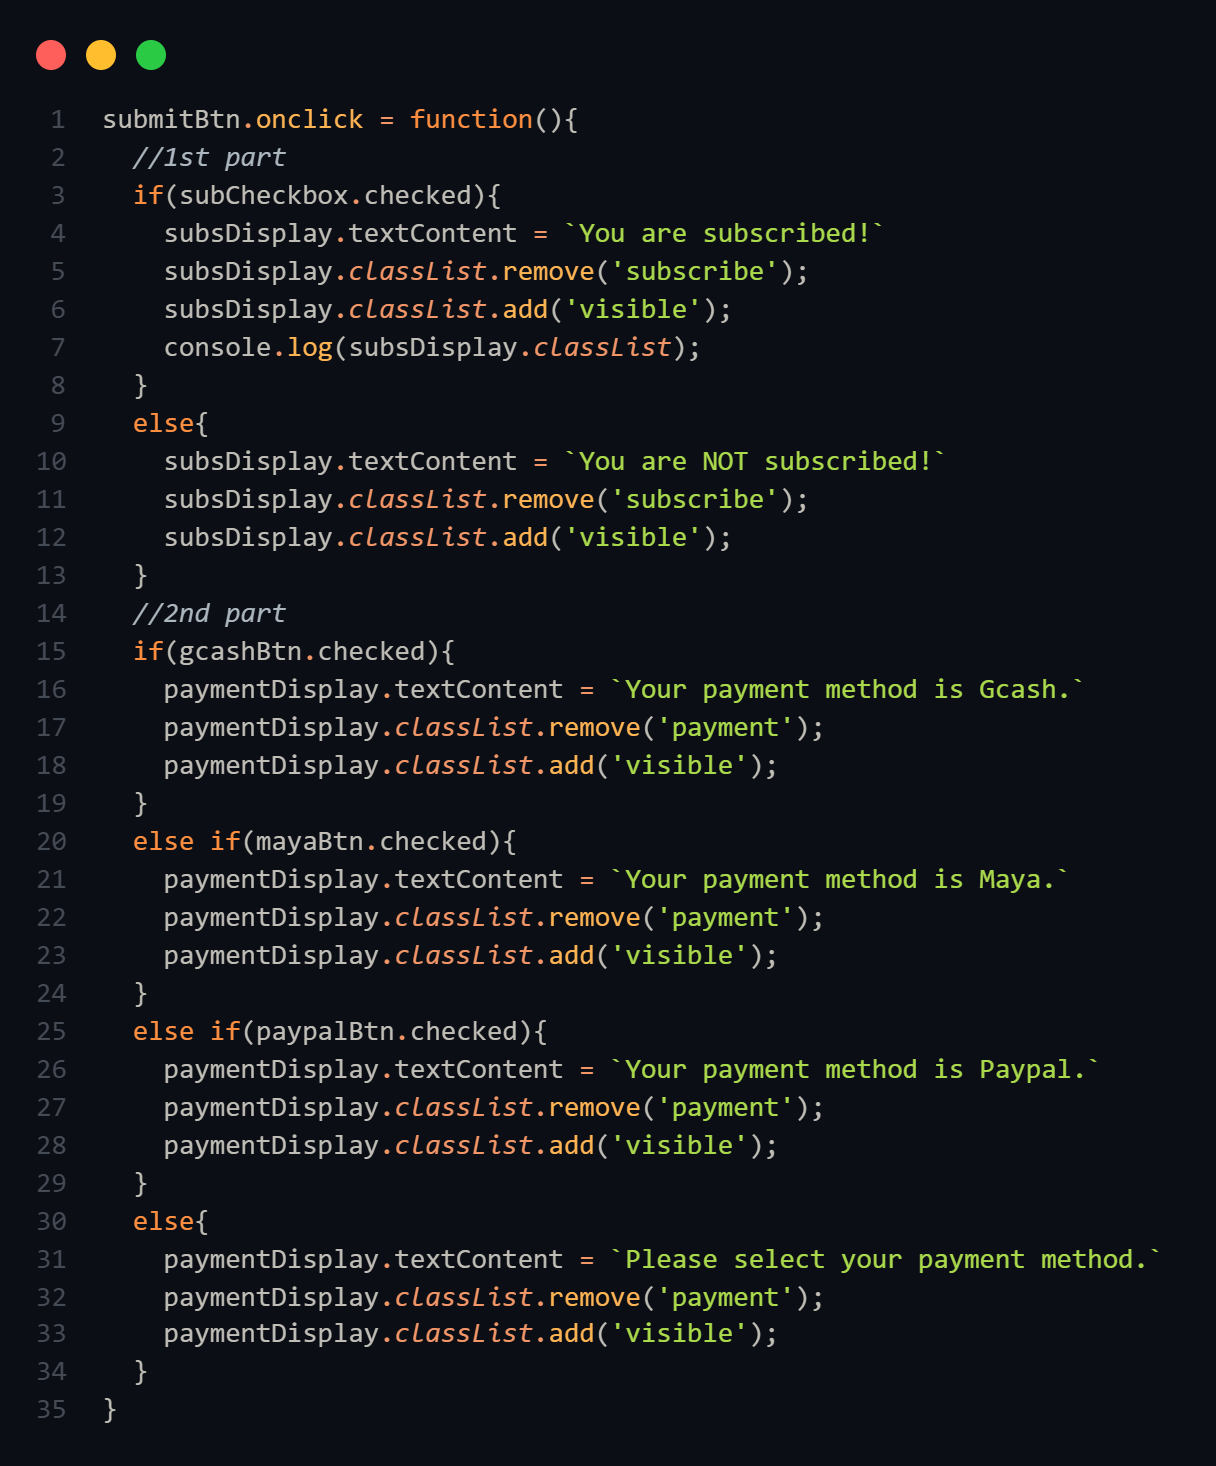 1 submitBtn.onclick = function(){
2   //1st part
3   if(subCheckbox.checked){
4     subsDisplay.textContent = `You are subscribed!`
5     subsDisplay.classList.remove('subscribe');
6     subsDisplay.classList.add('visible');
7     console.log(subsDisplay.classList);
8   }
9   else{
10     subsDisplay.textContent = `You are NOT subscribed!`
11     subsDisplay.classList.remove('subscribe');
12     subsDisplay.classList.add('visible');
13   }
14   //2nd part
15   if(gcashBtn.checked){
16     paymentDisplay.textContent = `Your payment method is Gcash.`
17     paymentDisplay.classList.remove('payment');
18     paymentDisplay.classList.add('visible');
19   }
20   else if(mayaBtn.checked){
21     paymentDisplay.textContent = `Your payment method is Maya.`
22     paymentDisplay.classList.remove('payment');
23     paymentDisplay.classList.add('visible');
24   }
25   else if(paypalBtn.checked){
26     paymentDisplay.textContent = `Your payment method is Paypal.`
27     paymentDisplay.classList.remove('payment');
28     paymentDisplay.classList.add('visible');
29   }
30   else{
31     paymentDisplay.textContent = `Please select your payment method.`
32     paymentDisplay.classList.remove('payment');
33     paymentDisplay.classList.add('visible');
34   }
35 }